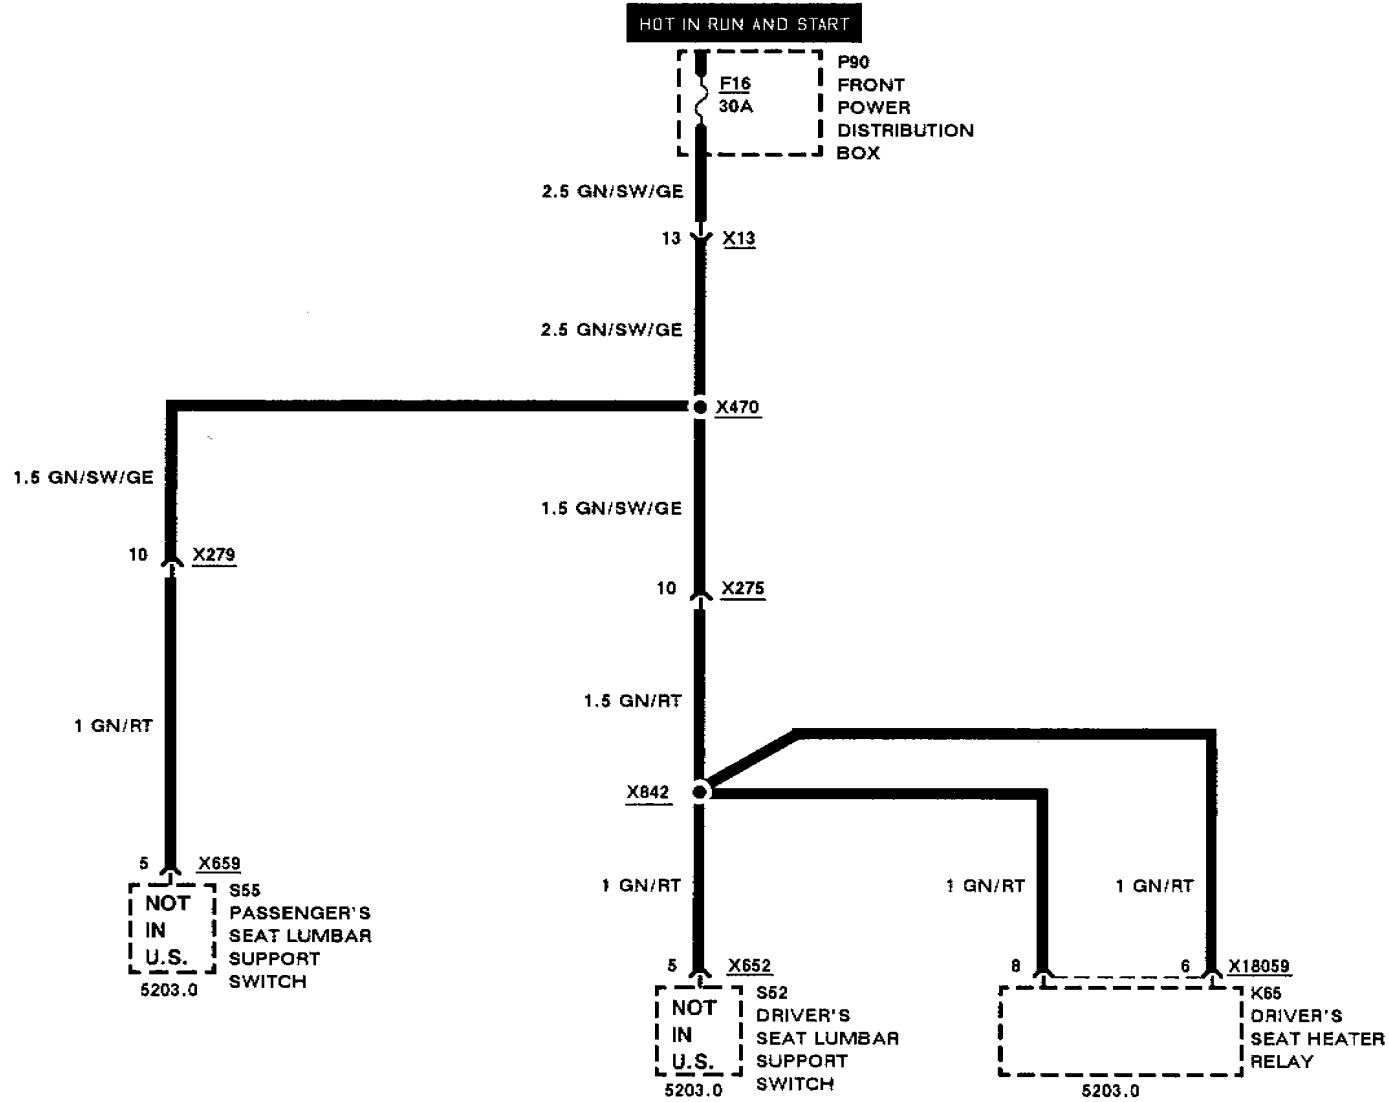 HOT IN RUN AND START
P90
FRONT
POWER
DISTRIBUTION
BOX
F16
30A
2.5 GN/SW/GE
13
X13
2.5 GN/SW/GE
X470
1.5 GN/SW/GE
1.5 GN/SW/GE
10
X279
10
X275
1.5 GN/RT
1 GN/RT
X842
5
X659
1 GN/RT
1 GN/RT
1 GN/RT
NOT
IN
U.S.
S55
PASSENGER'S
SEAT LUMBAR
SUPPORT
SWITCH
5203.0
5
X652
8
6
X18059
NOT
IN
U.S.
S52
DRIVER'S
SEAT LUMBAR
SUPPORT
SWITCH
5203.0
K65
DRIVER'S
SEAT HEATER
RELAY
5203.0